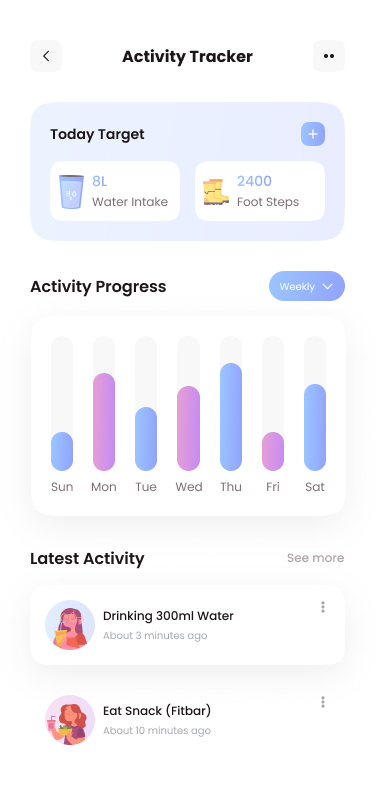 Activity Tracker
Today Target
8L
Water Intake
2400
Foot Steps
Activity Progress
Weekly
Sun Mon Tue Wed Thu Fri Sat
Latest Activity
See more
Drinking 300ml Water
About 3 minutes ago
Eat Snack (Fitbar)
About 10 minutes ago